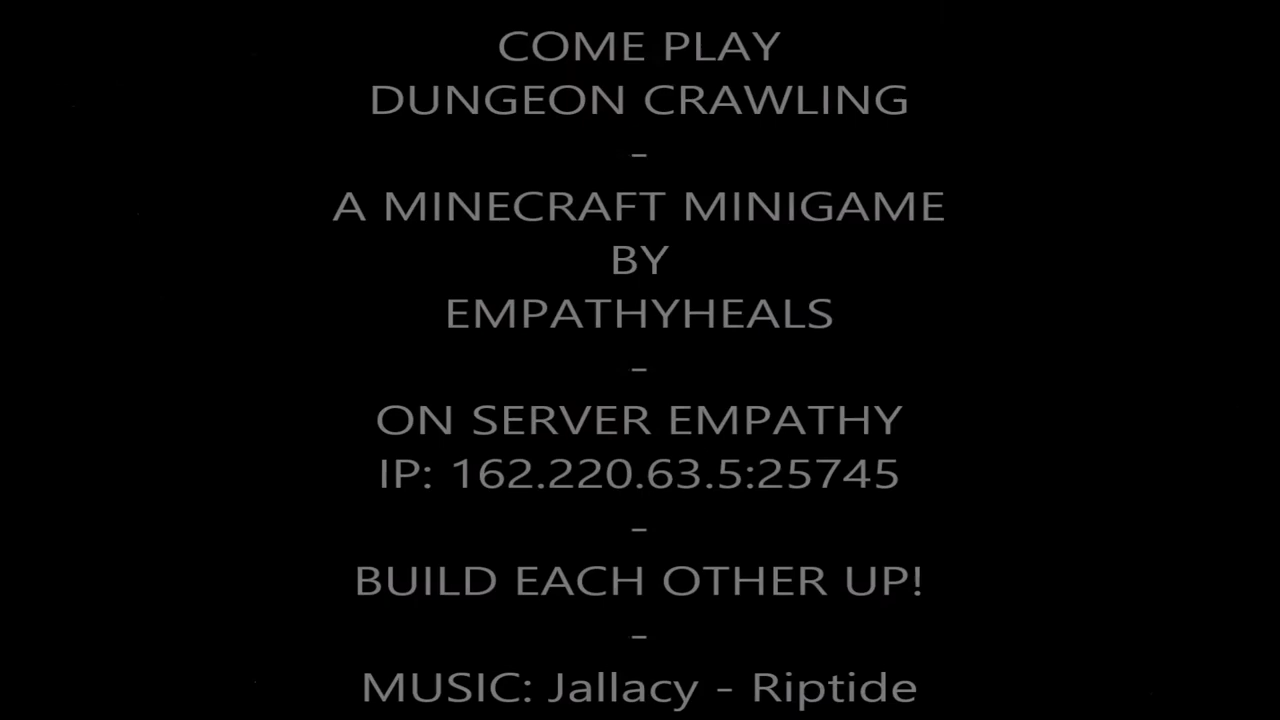 COME PLAY
DUNGEON CRAWLING
-
A MINECRAFT MINIGAME
BY
EMPATHYHEALS
-
ON SERVER EMPATHY
IP: 162.220.63.5:25745
-
BUILD EACH OTHER UP!
-
MUSIC: Jallacy - Riptide